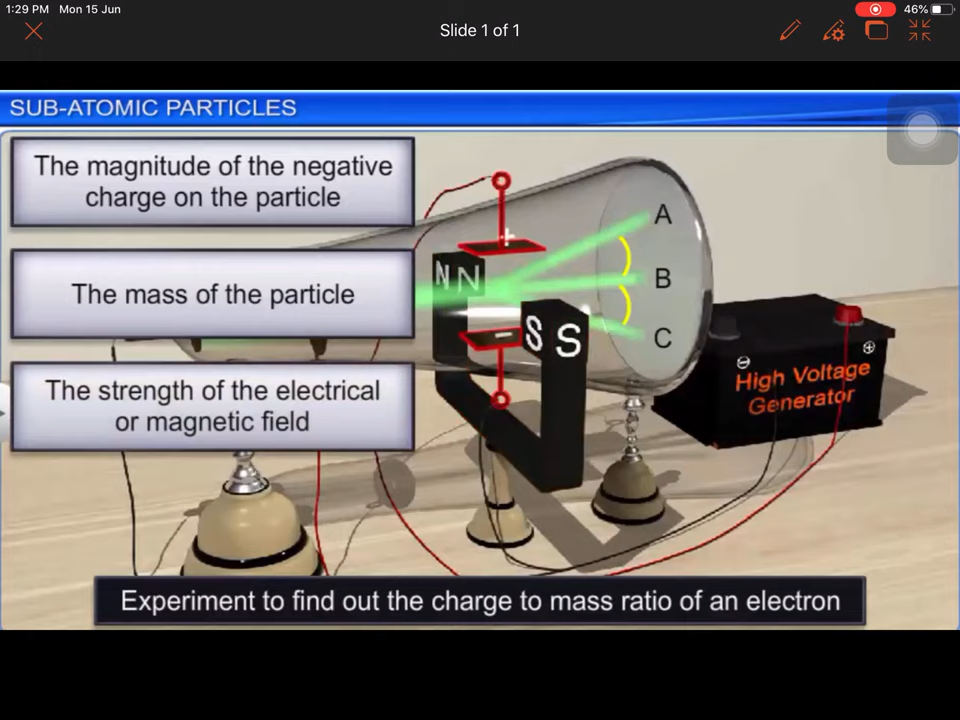 1:29 PM Mon 15 Jun
46%
Slide 1 of 1
SUB-ATOMIC PARTICLES
The magnitude of the negative
charge on the particle
The mass of the particle
The strength of the electrical
or magnetic field
A
B
C
N N
S S
+
-
⊖ ⊕
High Voltage
Generator
Experiment to find out the charge to mass ratio of an electron